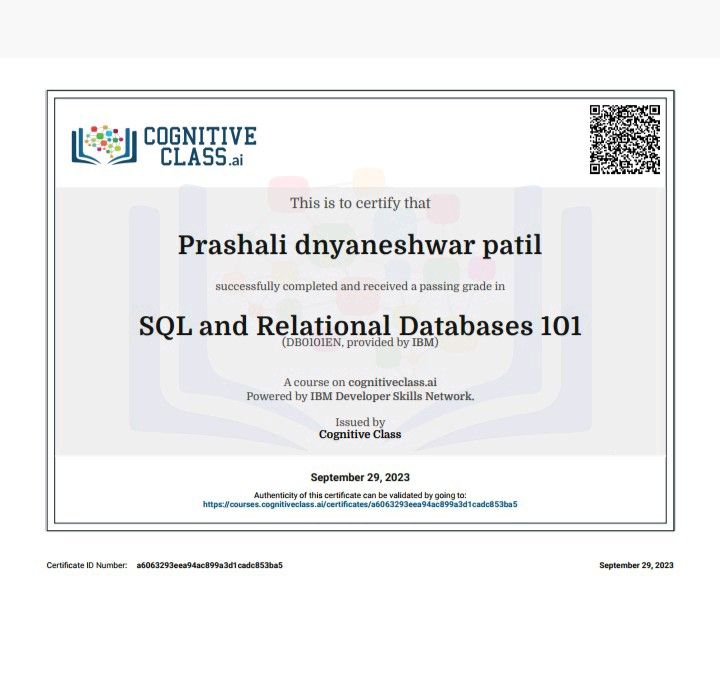 COGNITIVE
CLASS.ai
This is to certify that
Prashali dnyaneshwar patil
successfully completed and received a passing grade in
SQL and Relational Databases 101
(DB0101EN, provided by IBM)
A course on cognitiveclass.ai
Powered by IBM Developer Skills Network.
Issued by
Cognitive Class
September 29, 2023
Authenticity of this certificate can be validated by going to:
https://courses.cognitiveclass.ai/certificates/a6063293eea94ac899a3d1cadc853ba5
Certificate ID Number: a6063293eea94ac899a3d1cadc853ba5 September 29, 2023